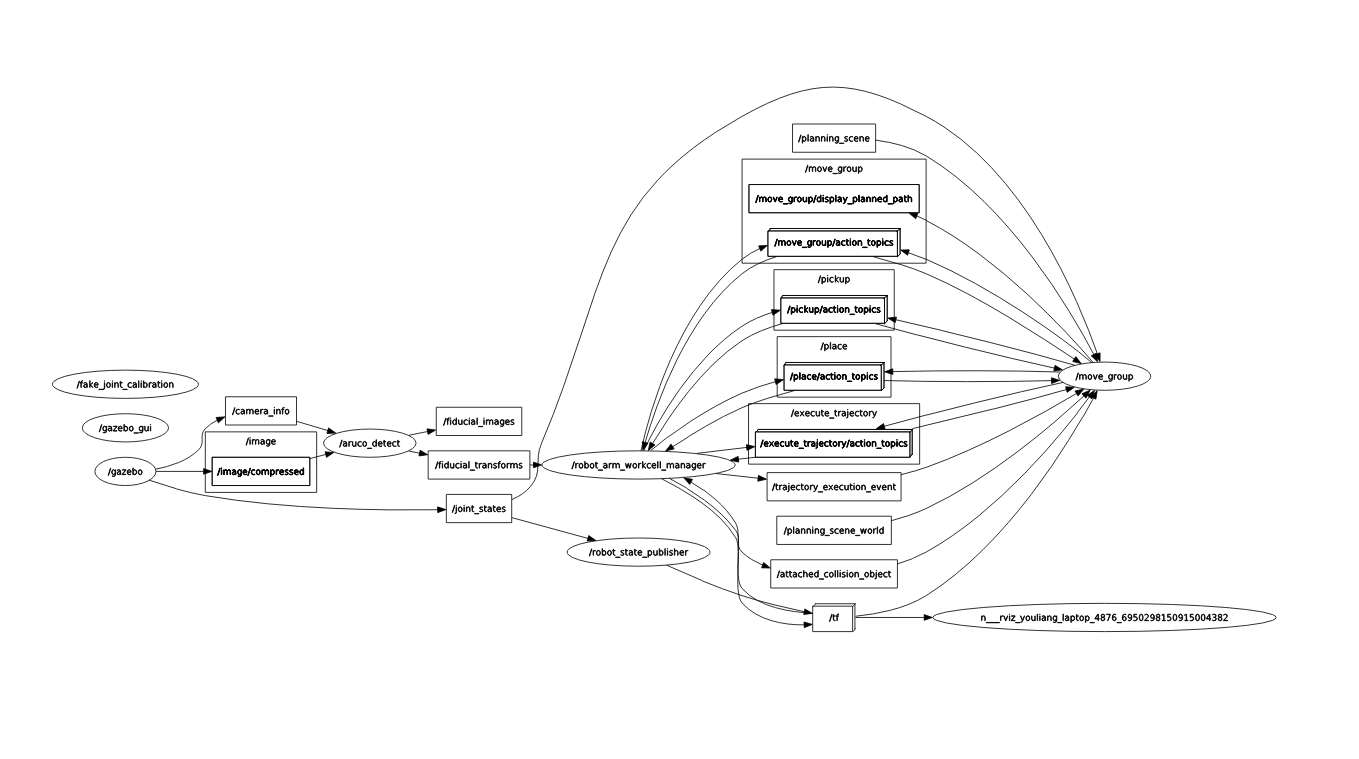 /planning_scene
/move_group
/move_group/display_planned_path
/move_group/action_topics
/pickup
/pickup/action_topics
/place
/place/action_topics
/move_group
/fake_joint_calibration
/camera_info
/execute_trajectory
/fiducial_images
/gazebo_gui
/image
/aruco_detect
/execute_trajectory/action_topics
/gazebo
/image/compressed
/fiducial_transforms
/robot_arm_workcell_manager
/trajectory_execution_event
/joint_states
/planning_scene_world
/robot_state_publisher
/attached_collision_object
/tf
n___rviz_youliang_laptop_4876_6950298150915004382